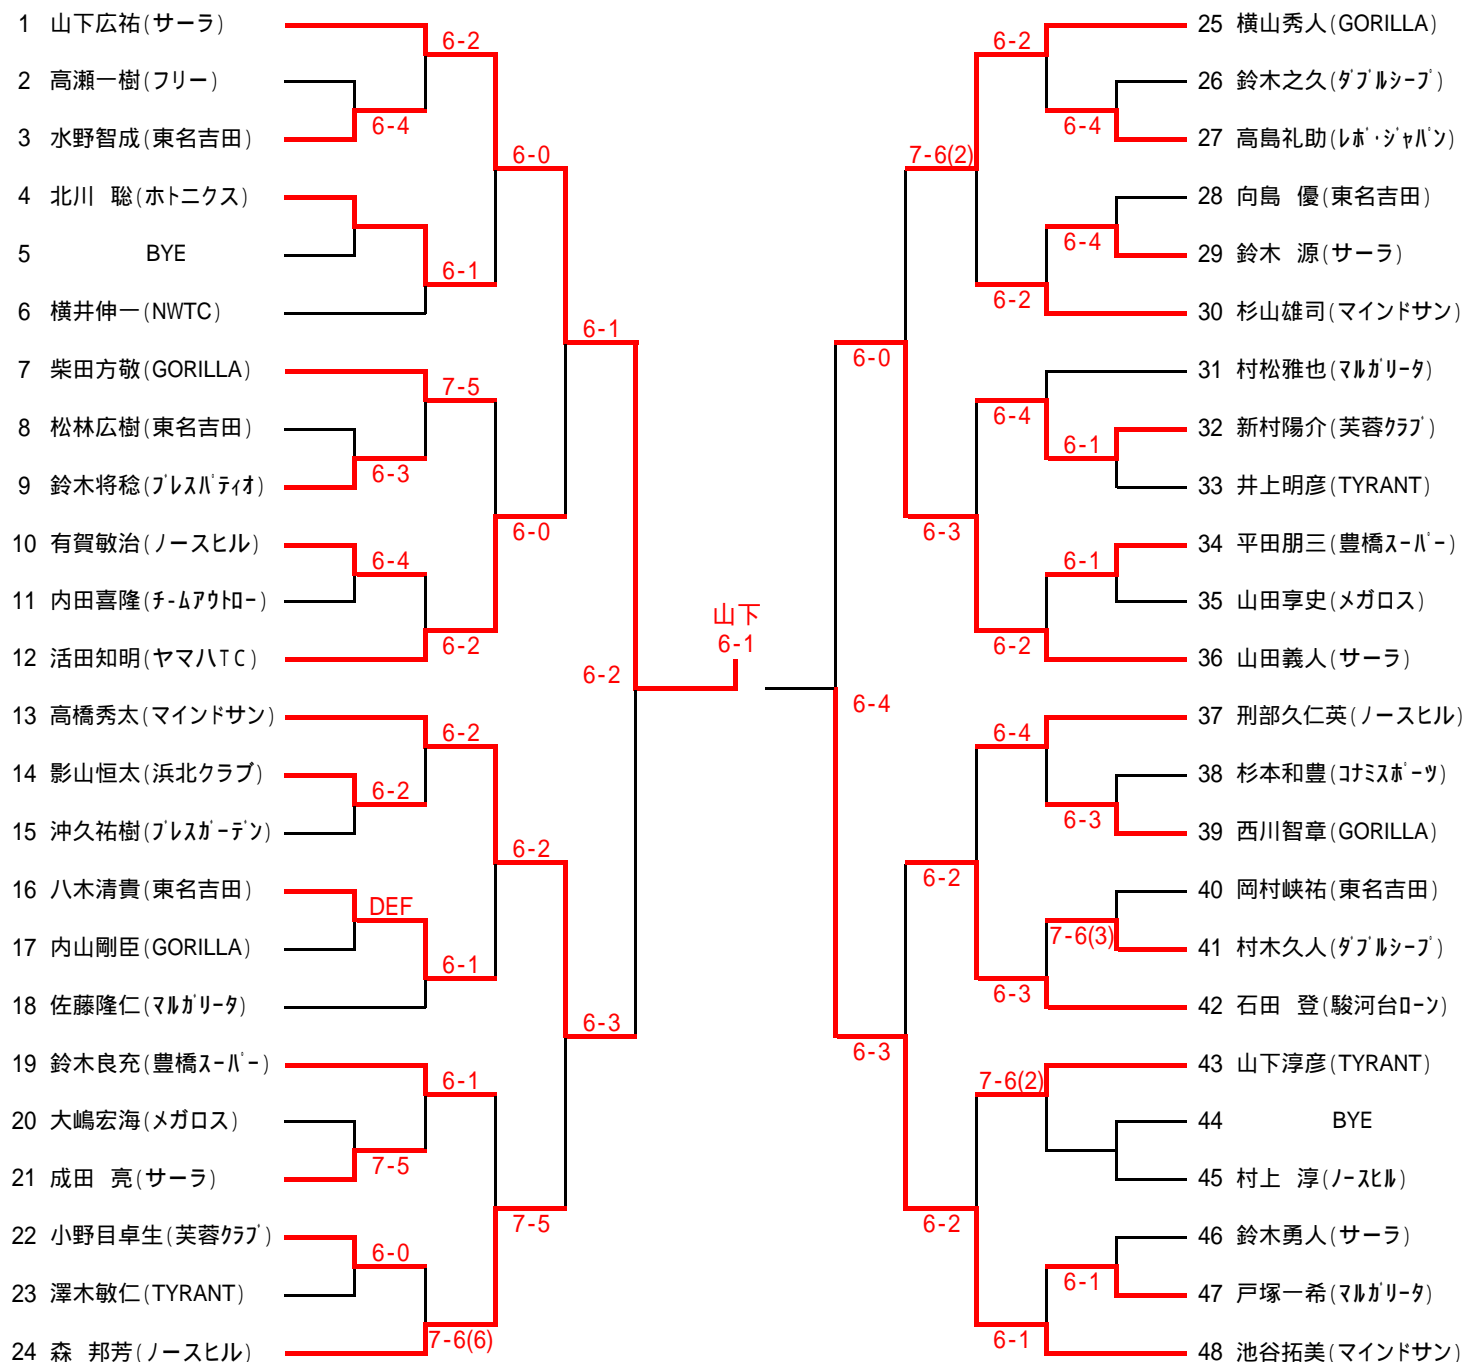 1 山下広祐(サーラ)
2 高瀬一樹(フリー)
3 水野智成(東名吉田)
4 北川 聡(ホトニクス)
5 BYE
6 横井伸一(NWTC)
7 柴田方敬(GORILLA)
8 松林広樹(東名吉田)
9 鈴木将稔(ブレスパティオ)
10 有賀敏治(ノースヒル)
11 内田喜隆(チームアウトロー)
12 活田知明(ヤマハTC)
13 高橋秀太(マインドサン)
14 影山恒太(浜北クラブ)
15 沖久祐樹(ブレスガーデン)
16 八木清貴(東名吉田)
17 内山剛臣(GORILLA)
18 佐藤隆仁(マルガリータ)
19 鈴木良充(豊橋スーパー)
20 大嶋宏海(メガロス)
21 成田 亮(サーラ)
22 小野目卓生(芙蓉クラブ)
23 澤木敏仁(TYRANT)
24 森 邦芳(ノースヒル)
6-4
6-3
6-4
6-2
DEF
7-5
6-0
6-2
6-1
7-5
6-2
6-2
6-1
6-1
7-6(6)
6-0
6-0
6-2
7-5
6-1
6-3
6-2
山下
6-1
6-4
6-0
6-3
7-6(2)
6-3
6-2
6-2
6-2
6-2
6-4
6-2
6-4
6-3
7-6(2)
6-1
6-4
6-4
6-1
6-1
6-3
7-6(3)
6-1
25 横山秀人(GORILLA)
26 鈴木之久(ダブルシープ)
27 高島礼助(レボ・ジャパン)
28 向島 優(東名吉田)
29 鈴木 源(サーラ)
30 杉山雄司(マインドサン)
31 村松雅也(マルガリータ)
32 新村陽介(芙蓉クラブ)
33 井上明彦(TYRANT)
34 平田朋三(豊橋スーパー)
35 山田享史(メガロス)
36 山田義人(サーラ)
37 刑部久仁英(ノースヒル)
38 杉本和豊(コナミスポーツ)
39 西川智章(GORILLA)
40 岡村峡祐(東名吉田)
41 村木久人(ダブルシープ)
42 石田 登(駿河台ローン)
43 山下淳彦(TYRANT)
44 BYE
45 村上 淳(ノースヒル)
46 鈴木勇人(サーラ)
47 戸塚一希(マルガリータ)
48 池谷拓美(マインドサン)